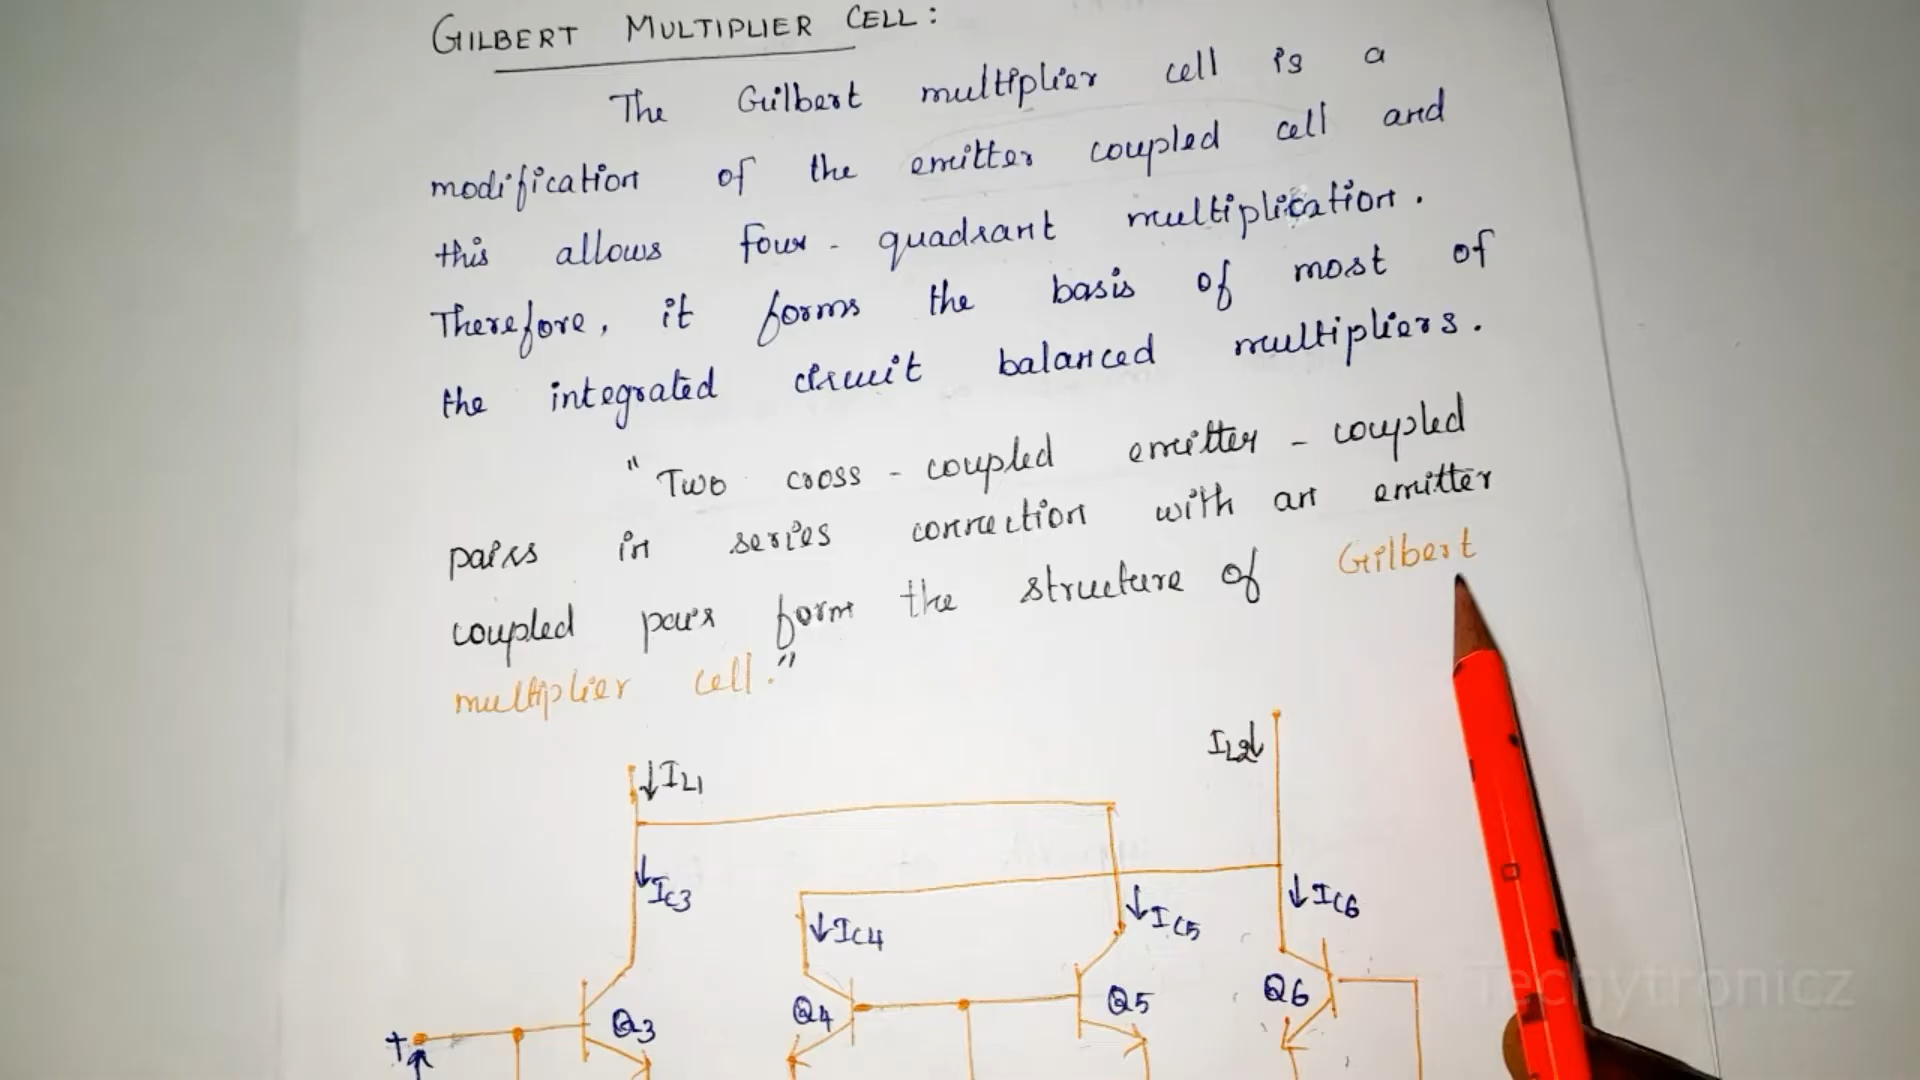 GILBERT MULTIPLIER CELL:
The Gilbert multiplier cell is a
modification of the emitter coupled cell and
this allows four - quadrant multiplication.
Therefore, it forms the basis of most of
the integrated circuit balanced multipliers.
"Two cross - coupled emitter - coupled
pairs in series connection with an emitter
coupled pair form the structure of Gilbert
multiplier cell."
↓IL1
IL2↓
↓IC3
↓IC4
↓IC5
↓IC6
Q3
Q4
Q5
Q6
+
Techytronicz